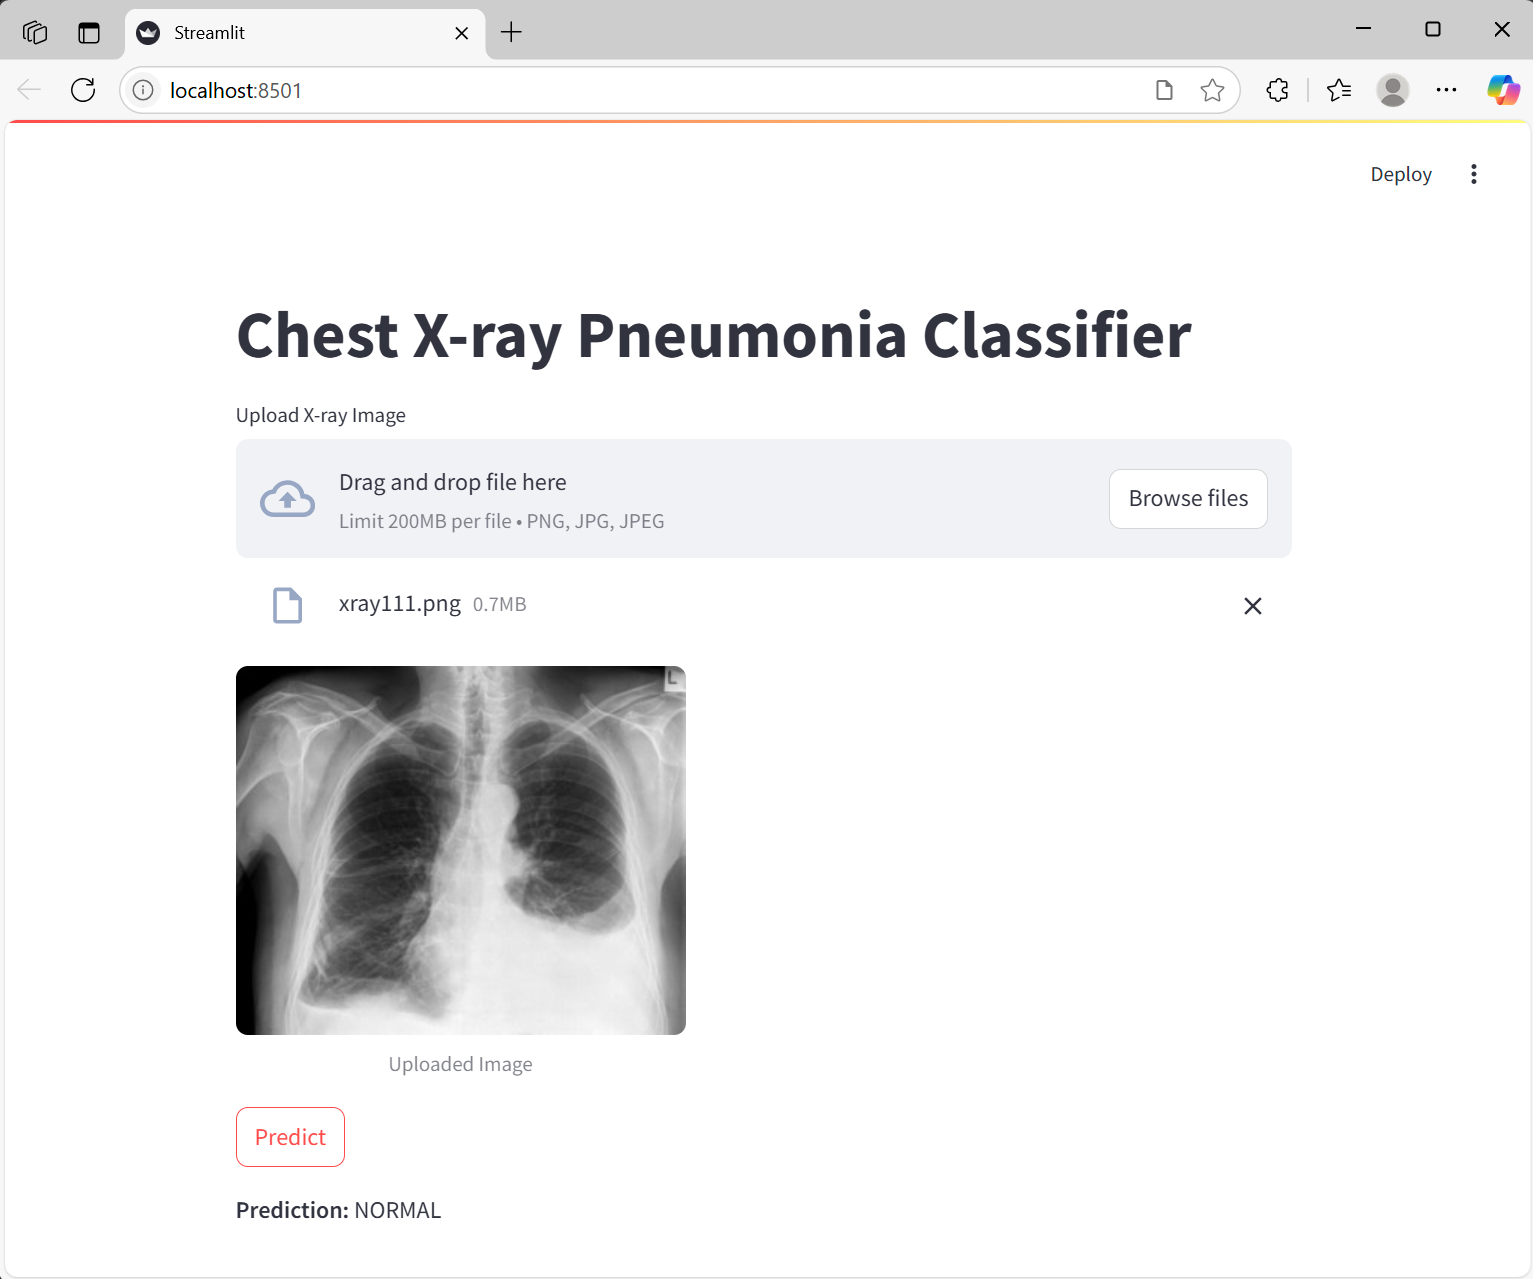 Streamlit
localhost:8501
Deploy
Chest X-ray Pneumonia Classifier
Upload X-ray Image
Drag and drop file here
Limit 200MB per file • PNG, JPG, JPEG
Browse files
xray111.png 0.7MB
L
Uploaded Image
Predict
Prediction: NORMAL